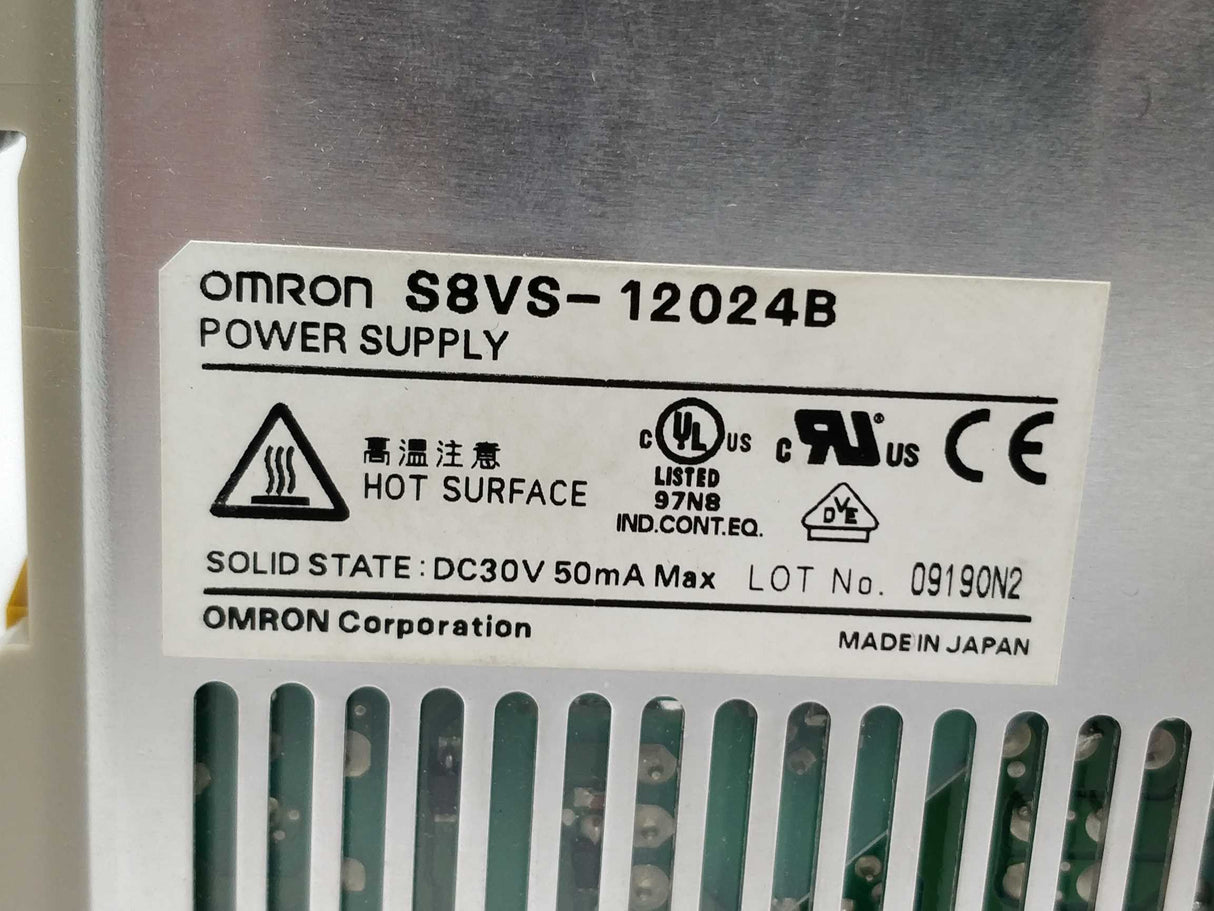 omron S8VS-12024B
POWER SUPPLY
高温注意
HOT SURFACE
C UL US
LISTED
97N8
IND.CONT.EQ.
C RU ® US
CE
DVE
SOLID STATE : DC30V 50mA Max LOT No. 09190N2
OMRON Corporation
MADE IN JAPAN